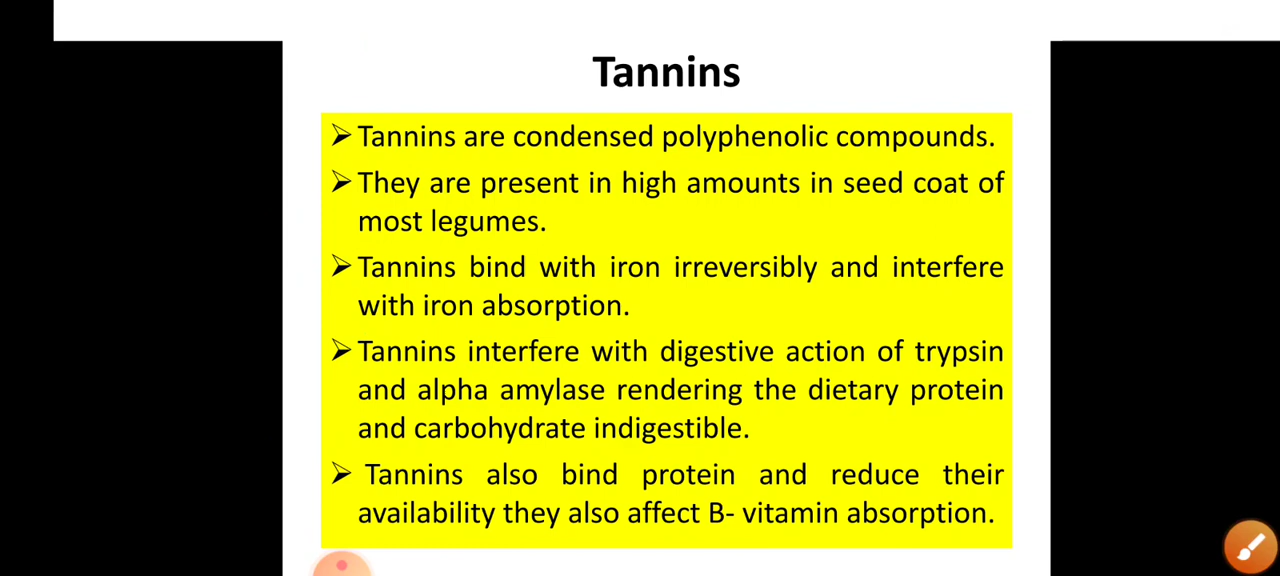 Tannins
➢ Tannins are condensed polyphenolic compounds.
➢ They are present in high amounts in seed coat of
most legumes.
➢ Tannins bind with iron irreversibly and interfere
with iron absorption.
➢ Tannins interfere with digestive action of trypsin
and alpha amylase rendering the dietary protein
and carbohydrate indigestible.
➢ Tannins also bind protein and reduce their
availability they also affect B- vitamin absorption.